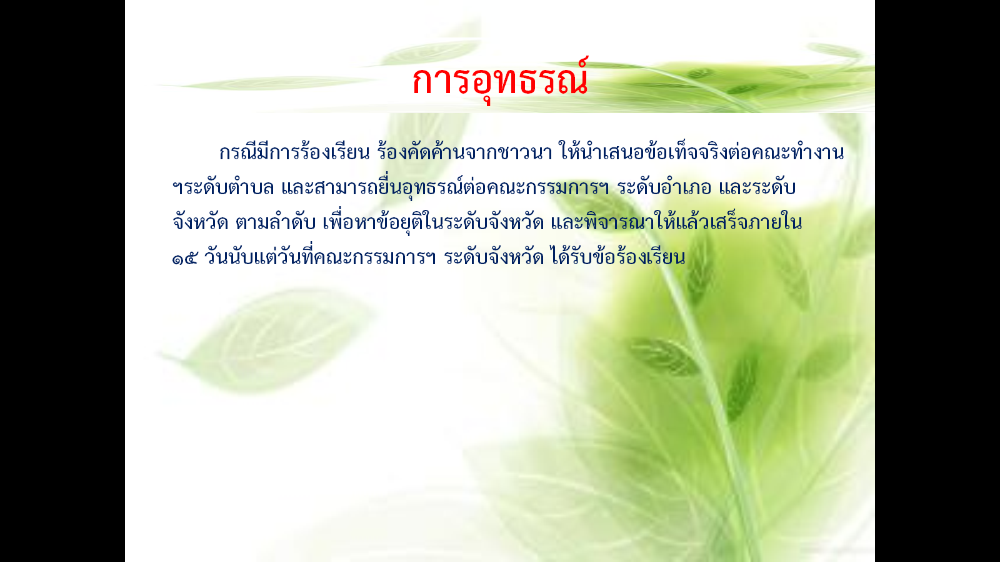 การอุทธรณ์
กรณีมีการร้องเรียน ร้องคัดค้านจากชาวนา ให้นำเสนอข้อเท็จจริงต่อคณะทำงาน
ฯระดับตำบล และสามารถยื่นอุทธรณ์ต่อคณะกรรมการฯ ระดับอำเภอ และระดับ
จังหวัด ตามลำดับ เพื่อหาข้อยุติในระดับจังหวัด และพิจารณาให้แล้วเสร็จภายใน
๑๕ วันนับแต่วันที่คณะกรรมการฯ ระดับจังหวัด ได้รับข้อร้องเรียน